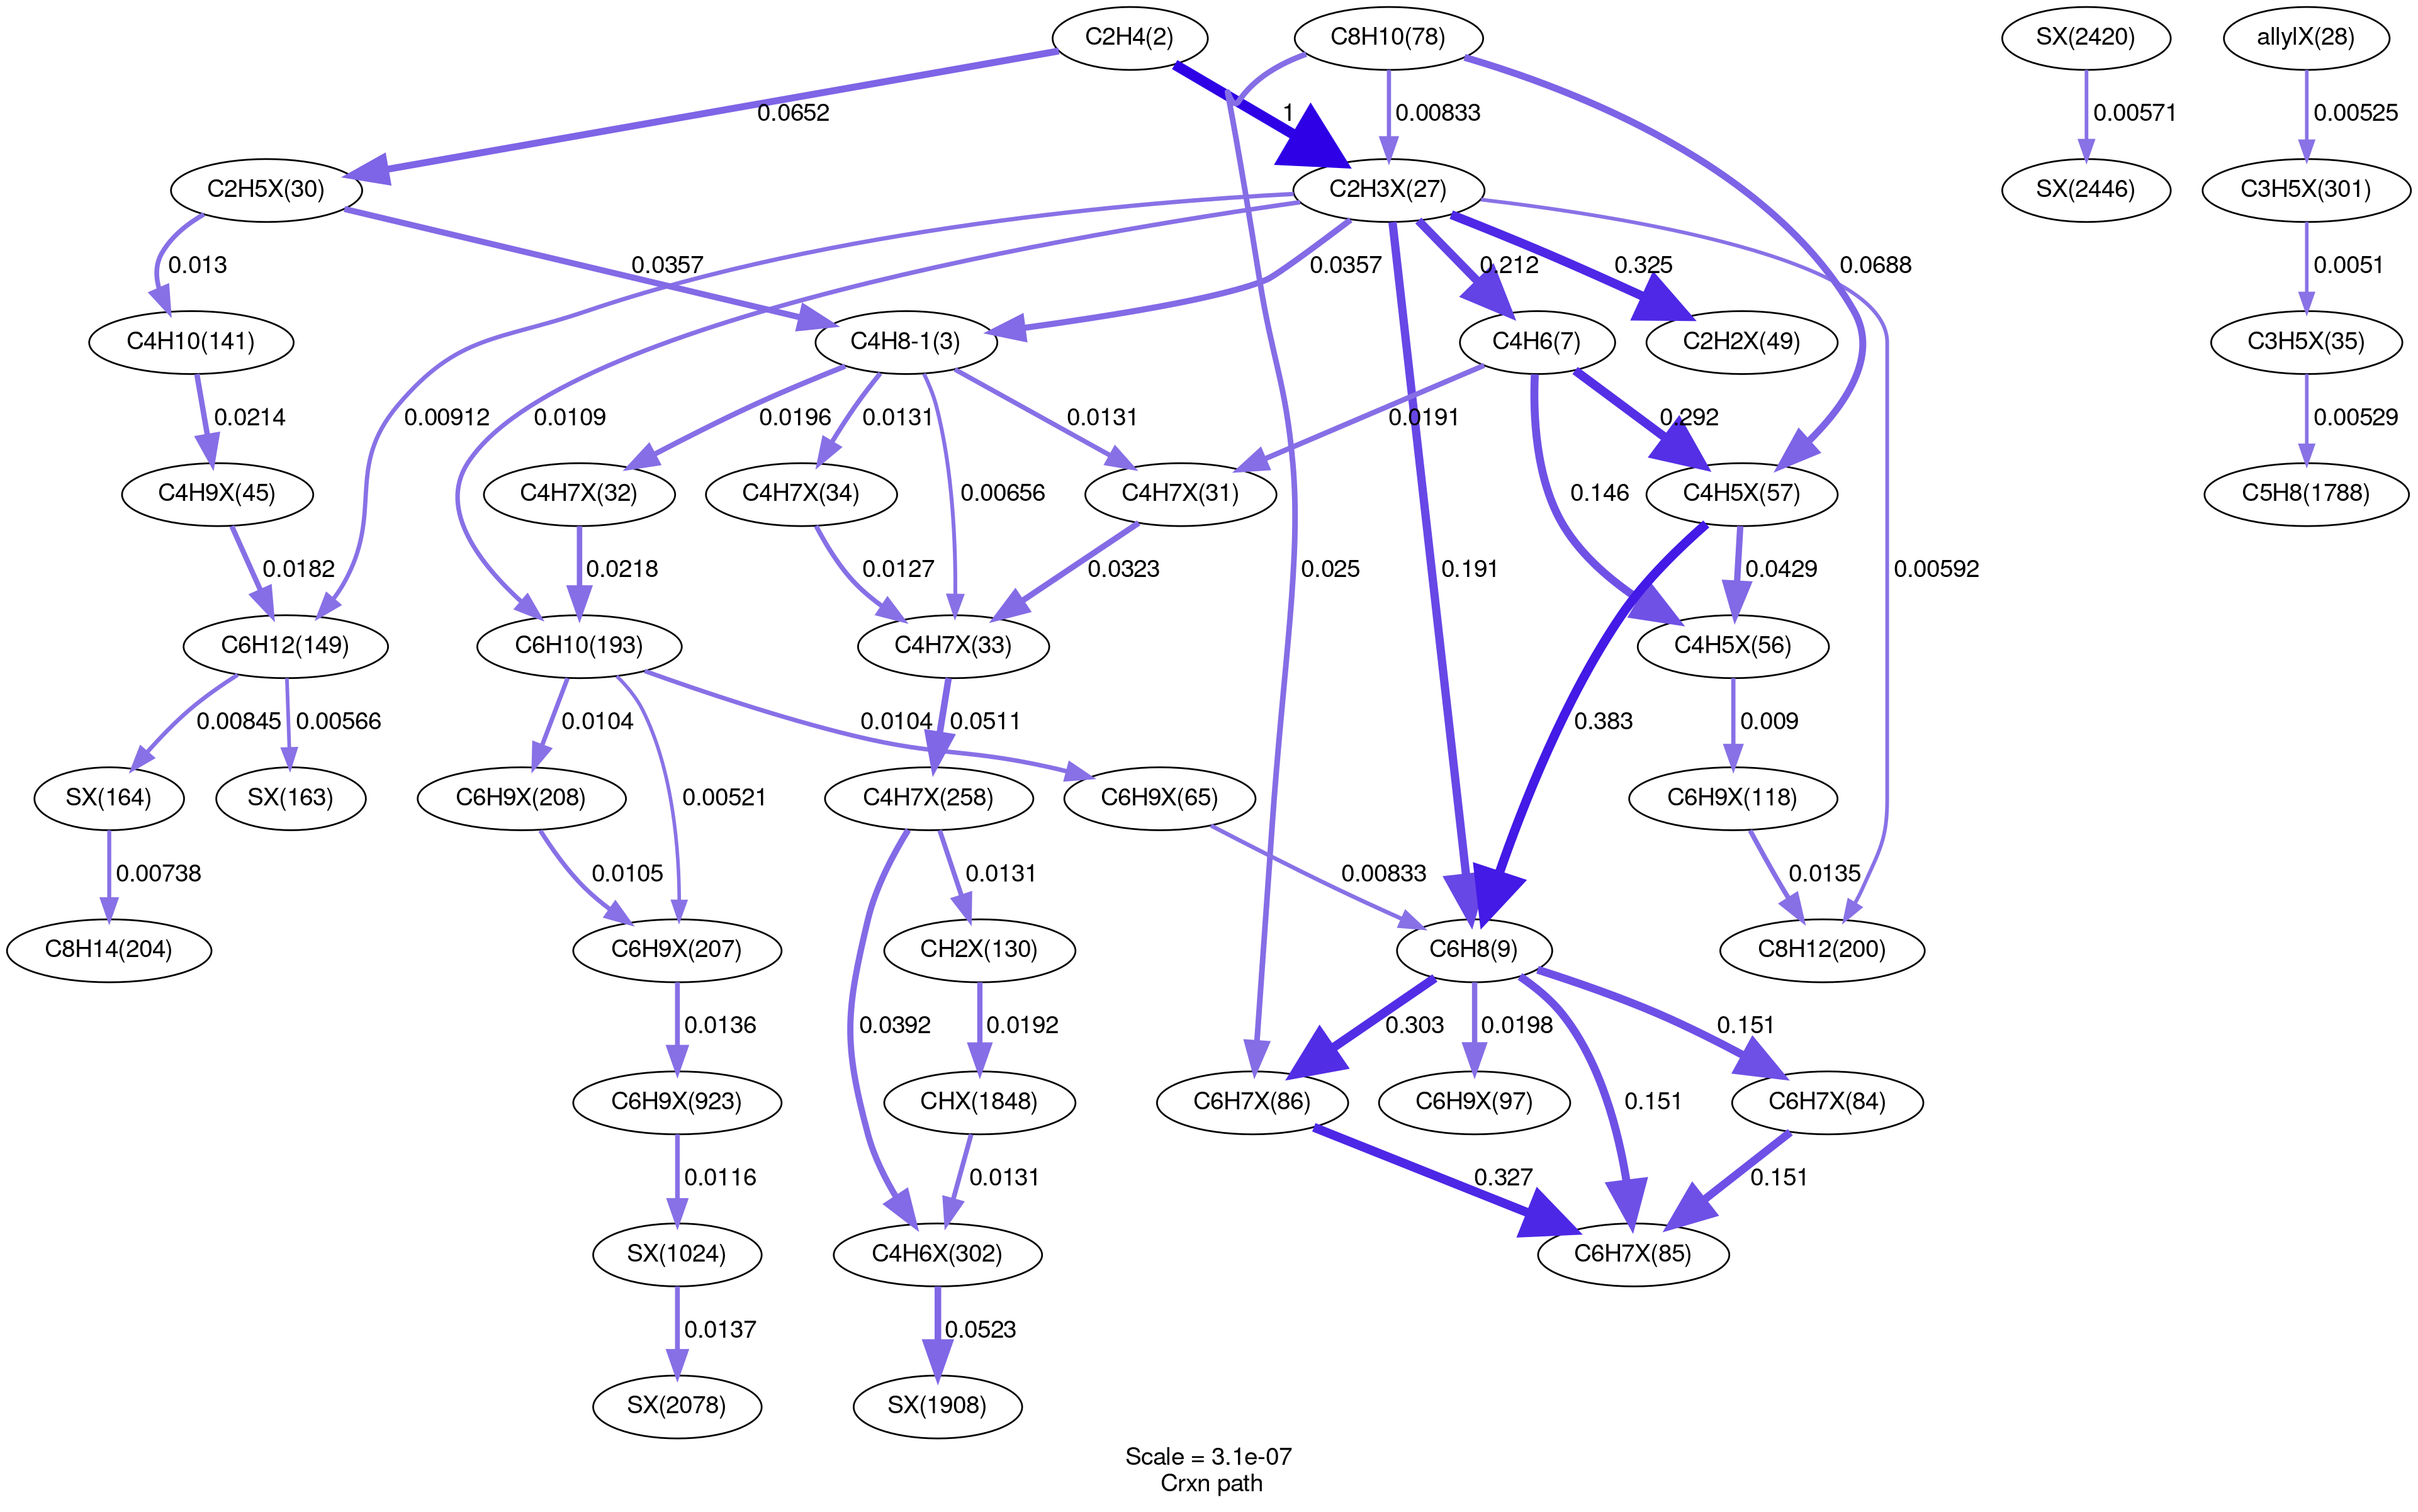 C2H4(2)
C8H10(78)
SX(2420)
allylX(28)
0.0652
1
0.00833
0.00571
0.00525
C2H5X(30)
C2H3X(27)
SX(2446)
C3H5X(301)
0.013
0.0357
0.0357
0.212
0.325
0.0688
0.0051
C4H10(141)
C4H8-1(3)
C4H6(7)
C2H2X(49)
C3H5X(35)
0.0214
0.00912
0.0109
0.0196
0.0131
0.0131
0.0191
0.292
0.00529
C4H9X(45)
C4H7X(32)
C4H7X(34)
0.00656
C4H7X(31)
0.146
C4H5X(57)
C5H8(1788)
0.0182
0.0218
0.0127
0.0323
0.025
0.191
0.0429
0.00592
C6H12(149)
C6H10(193)
C4H7X(33)
C4H5X(56)
0.00845
0.00566
0.0104
0.0104
0.0511
0.383
0.009
SX(164)
SX(163)
C6H9X(208)
0.00521
C4H7X(258)
C6H9X(65)
C6H9X(118)
0.00738
0.0105
0.0131
0.00833
0.0135
C8H14(204)
C6H9X(207)
CH2X(130)
C6H8(9)
C8H12(200)
0.0136
0.0392
0.0192
0.303
0.0198
0.151
C6H9X(923)
CHX(1848)
C6H7X(86)
C6H9X(97)
0.151
C6H7X(84)
0.0116
0.0131
0.327
0.151
SX(1024)
C4H6X(302)
C6H7X(85)
0.0137
0.0523
SX(2078)
SX(1908)
Scale = 3.1e-07
Crxn path